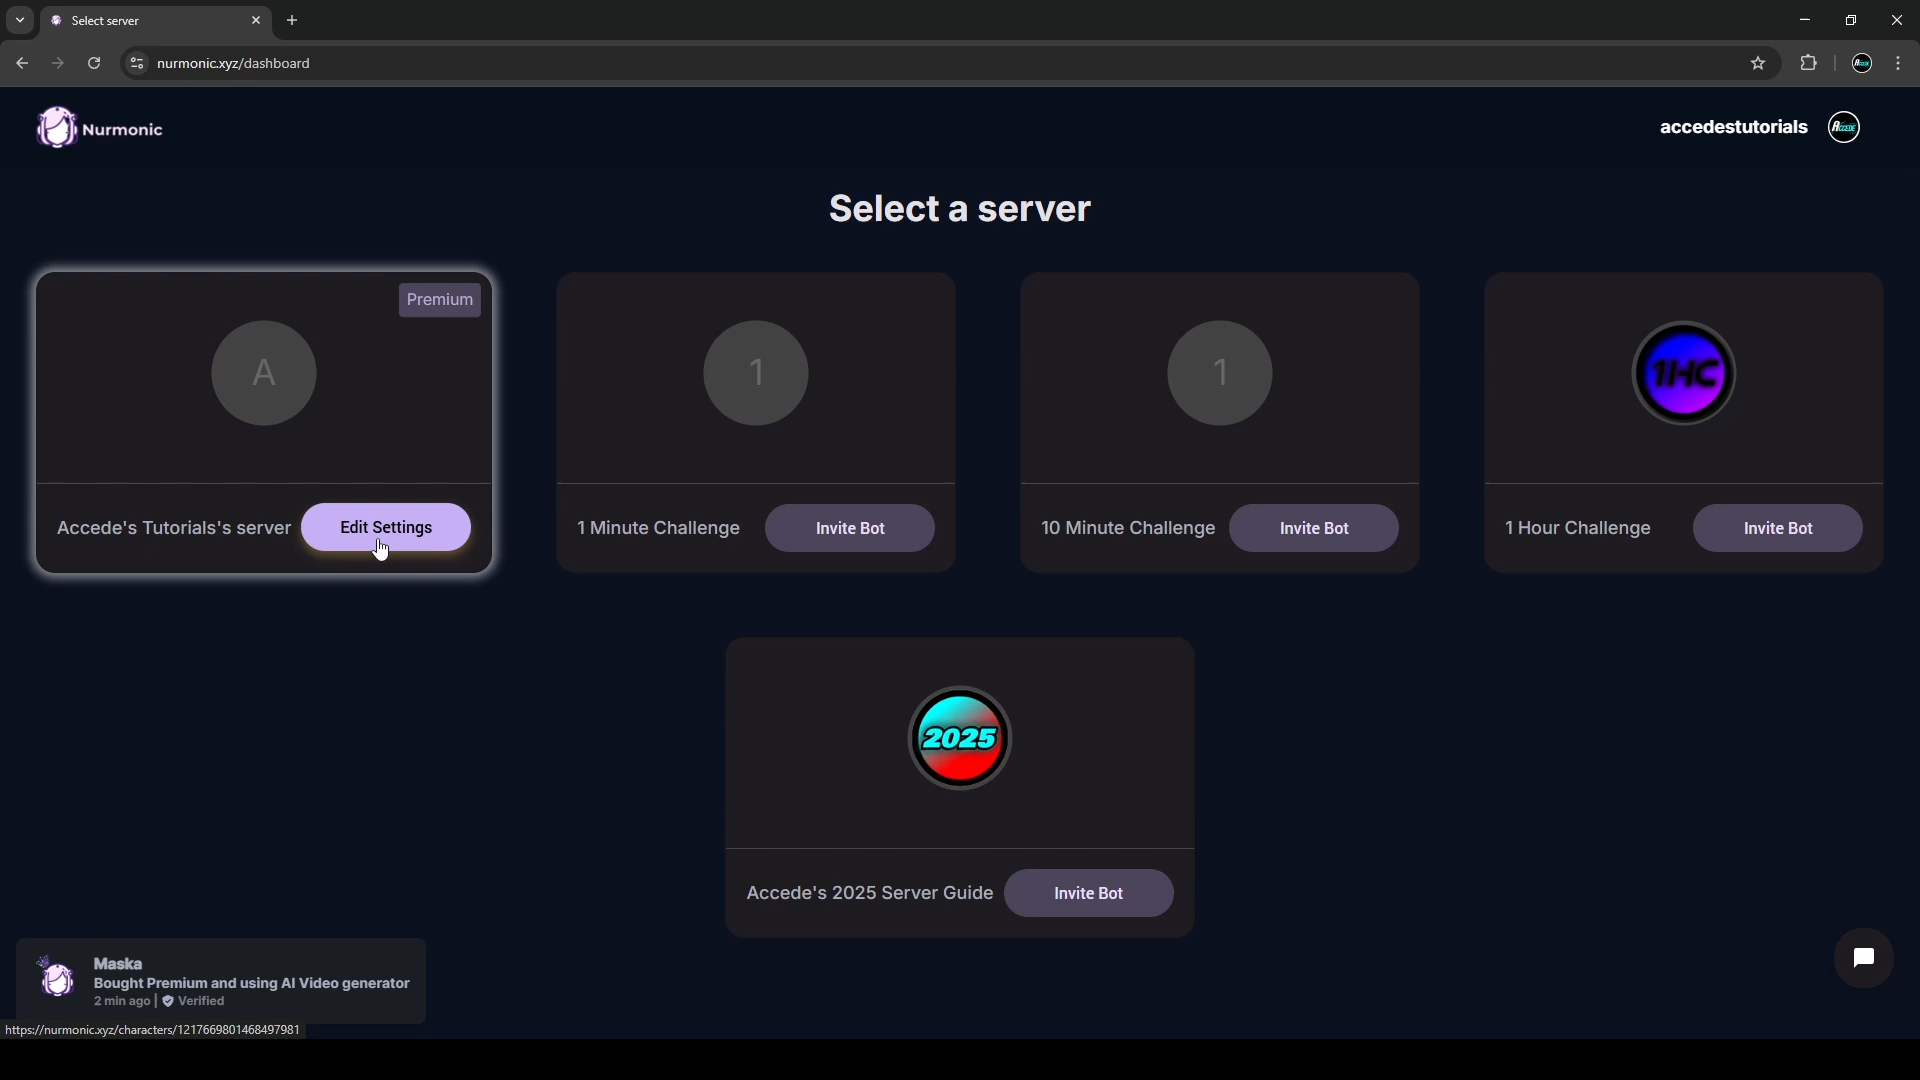 Select server
nurmonic.xyz/dashboard
Nurmonic
accedestutorials
ACCEDE
Select a server
Premium
A
1
1
1HC
Accede's Tutorials's server
Edit Settings
1 Minute Challenge
Invite Bot
10 Minute Challenge
Invite Bot
1 Hour Challenge
Invite Bot
2025
Accede's 2025 Server Guide
Invite Bot
Maska
Bought Premium and using AI Video generator
2 min ago | Verified
https://nurmonic.xyz/characters/1217669801468497981